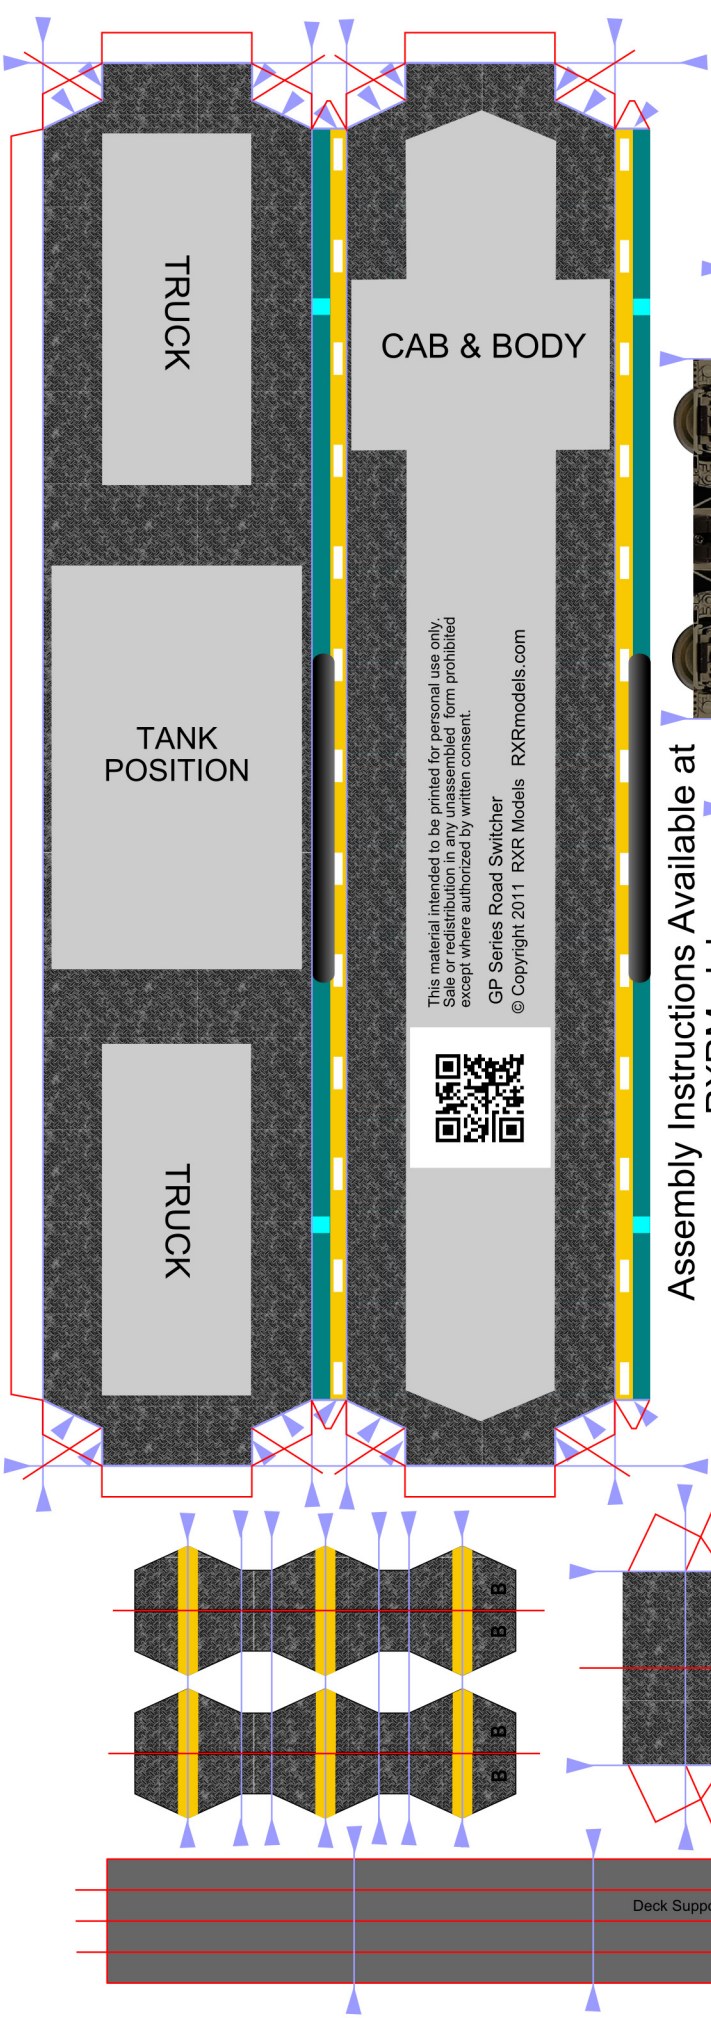 TRUCK
CAB & BODY
TANK
POSITION
This material intended to be printed for personal use only.
Sale or redistribution in any unassembled form prohibited
except where authorized by written consent.
GP Series Road Switcher
© Copyright 2011 RXR Models RXRmodels.com
Assembly Instructions Available at
TRUCK
B
B
B
B
Deck